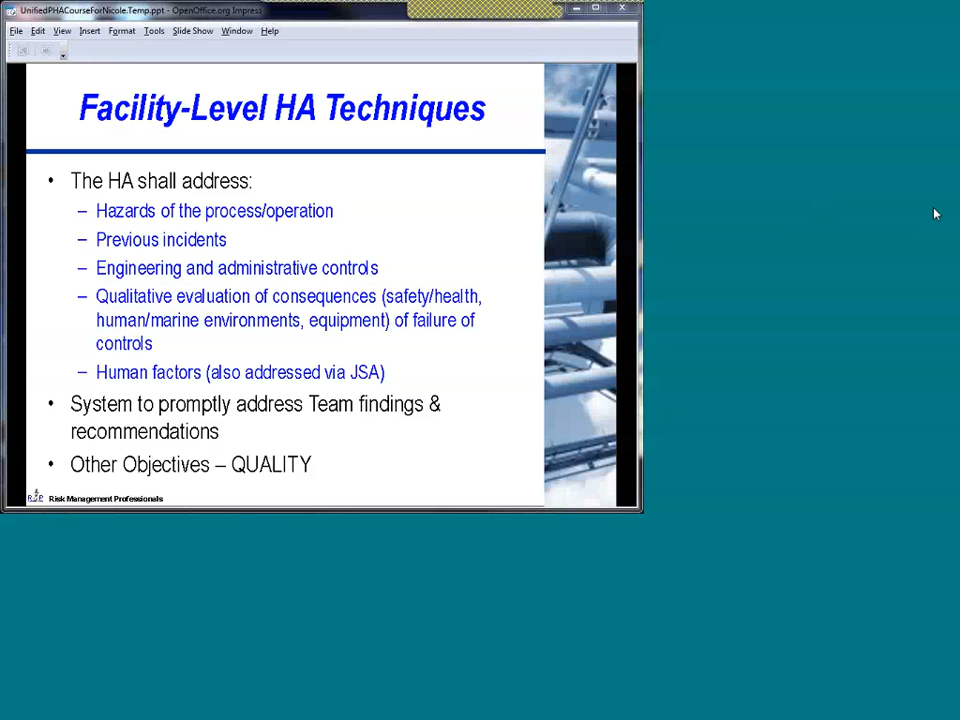 UnifiedPHACourseForNicole.Temp.ppt - OpenOffice.org Impress
File Edit View Insert Format Tools Slide Show Window Help
Facility-Level HA Techniques
• The HA shall address:
– Hazards of the process/operation
– Previous incidents
– Engineering and administrative controls
– Qualitative evaluation of consequences (safety/health,
human/marine environments, equipment) of failure of
controls
– Human factors (also addressed via JSA)
• System to promptly address Team findings &
recommendations
• Other Objectives – QUALITY
Risk Management Professionals